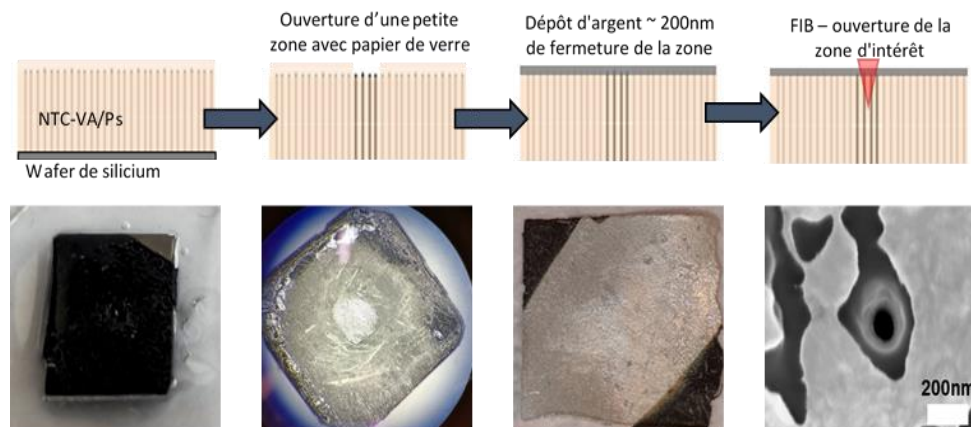 Ouverture d'une petite
zone avec papier de verre
Dépôt d'argent ~ 200nm
de fermeture de la zone
FIB – ouverture de la
zone d'intérêt
NTC-VA/Ps
Wafer de silicium
200nm